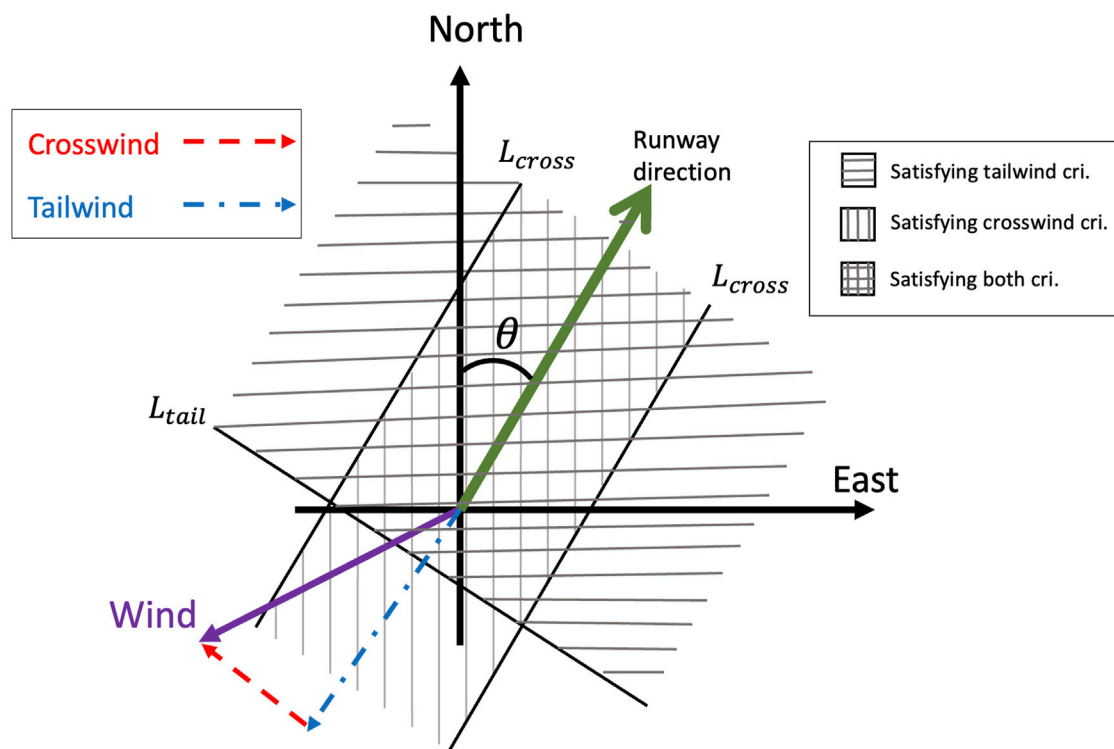 North
Crosswind
Tailwind
L_cross
Runway
direction
Satisfying tailwind cri.
Satisfying crosswind cri.
Satisfying both cri.
L_cross
θ
L_tail
East
Wind